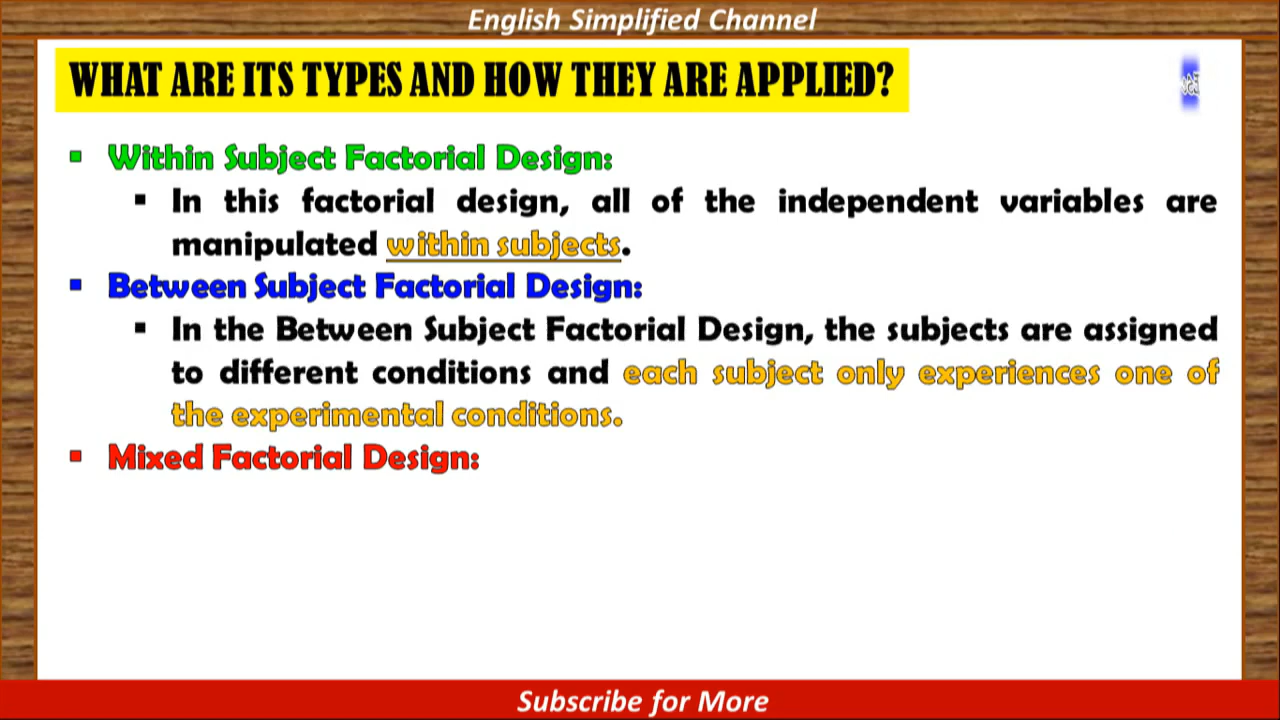 English Simplified Channel
WHAT ARE ITS TYPES AND HOW THEY ARE APPLIED?
▪ Within Subject Factorial Design:
▪ In this factorial design, all of the independent variables are
manipulated within subjects.
▪ Between Subject Factorial Design:
▪ In the Between Subject Factorial Design, the subjects are assigned
to different conditions and each subject only experiences one of
the experimental conditions.
▪ Mixed Factorial Design:
Subscribe for More